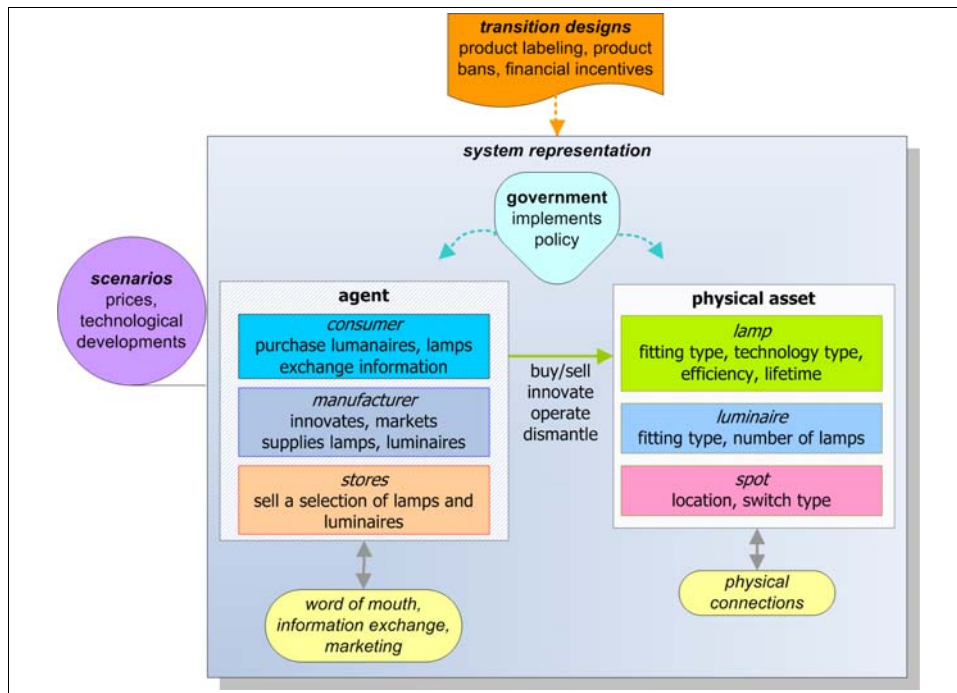 transition designs
product labeling, product
bans, financial incentives
system representation
government
implements
policy
scenarios
prices,
technological
developments
agent
consumer
purchase lumanaires, lamps
exchange information
manufacturer
innovates, markets
supplies lamps, luminaires
stores
sell a selection of lamps and
luminaires
buy/sell
innovate
operate
dismantle
physical asset
lamp
fitting type, technology type,
efficiency, lifetime
luminaire
fitting type, number of lamps
spot
location, switch type
word of mouth,
information exchange,
marketing
physical
connections